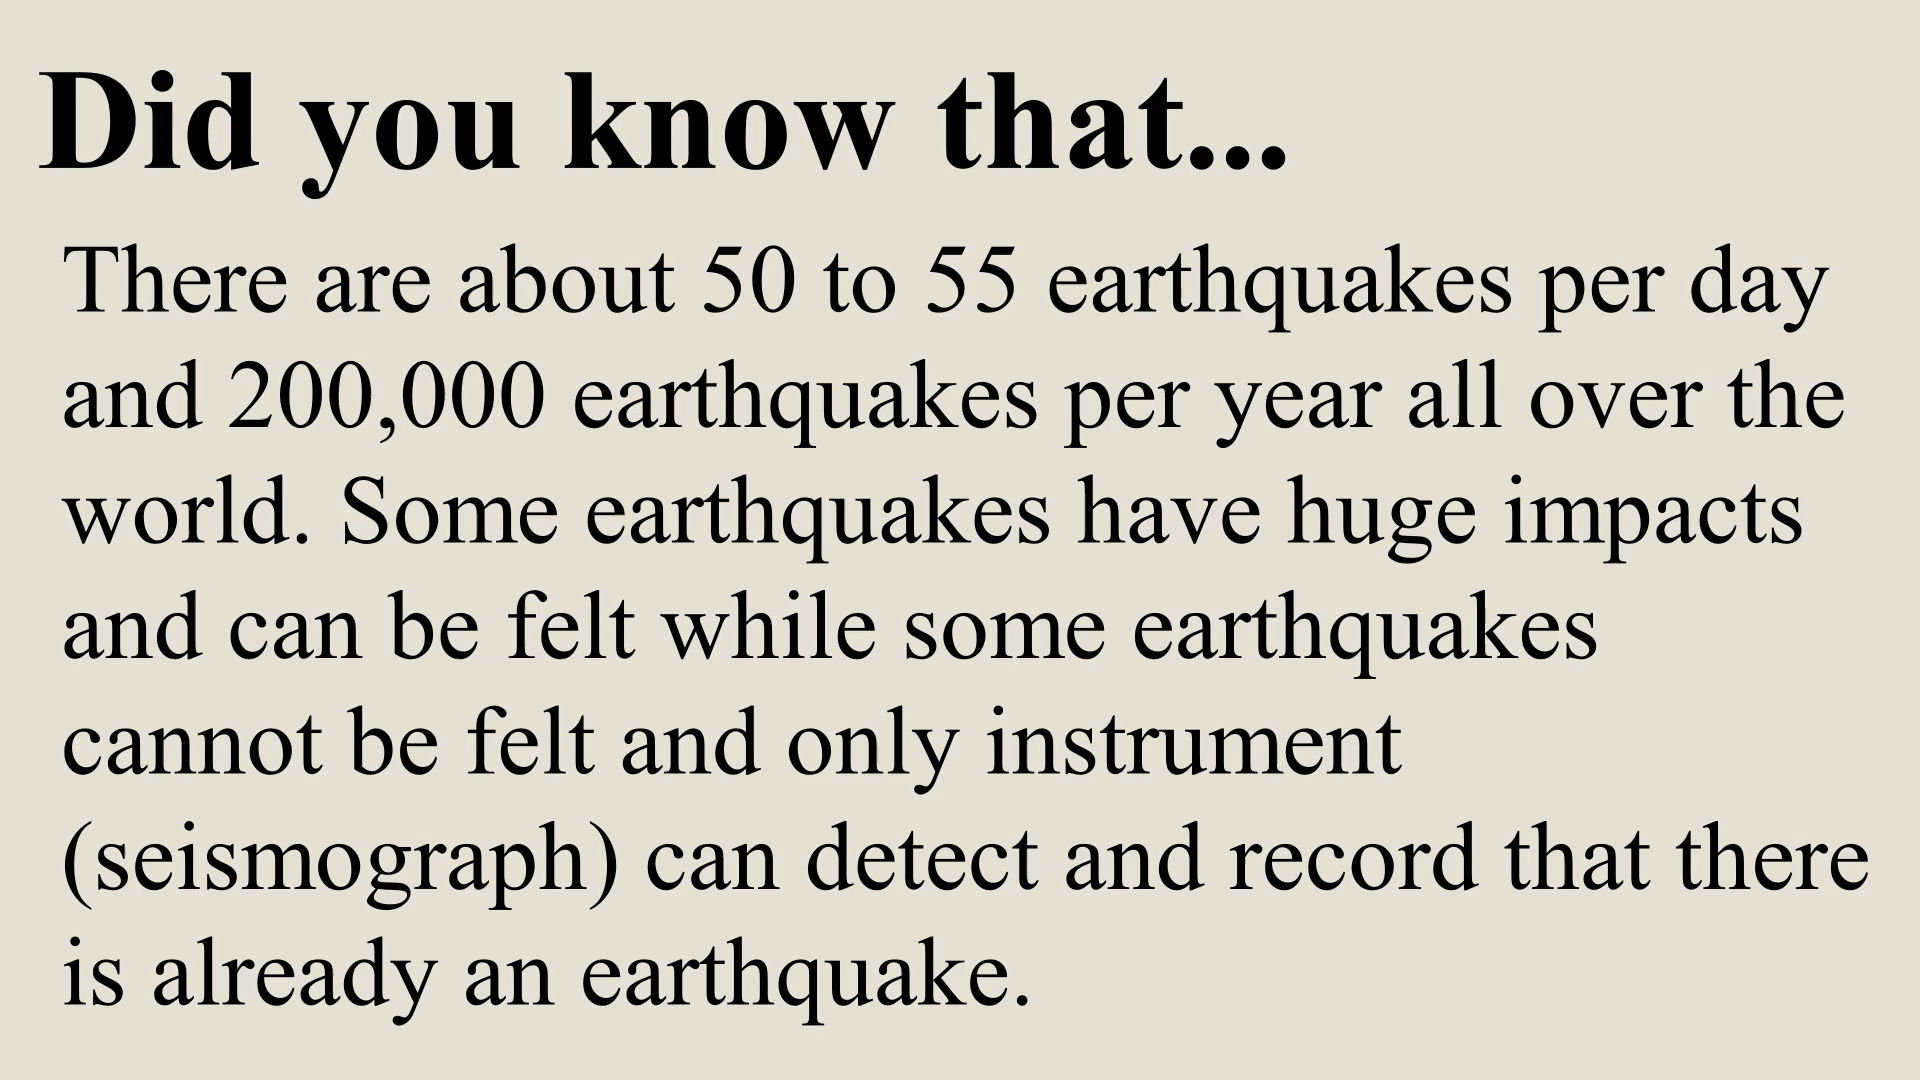 Did you know that...
There are about 50 to 55 earthquakes per day
and 200,000 earthquakes per year all over the
world. Some earthquakes have huge impacts
and can be felt while some earthquakes
cannot be felt and only instrument
(seismograph) can detect and record that there
is already an earthquake.